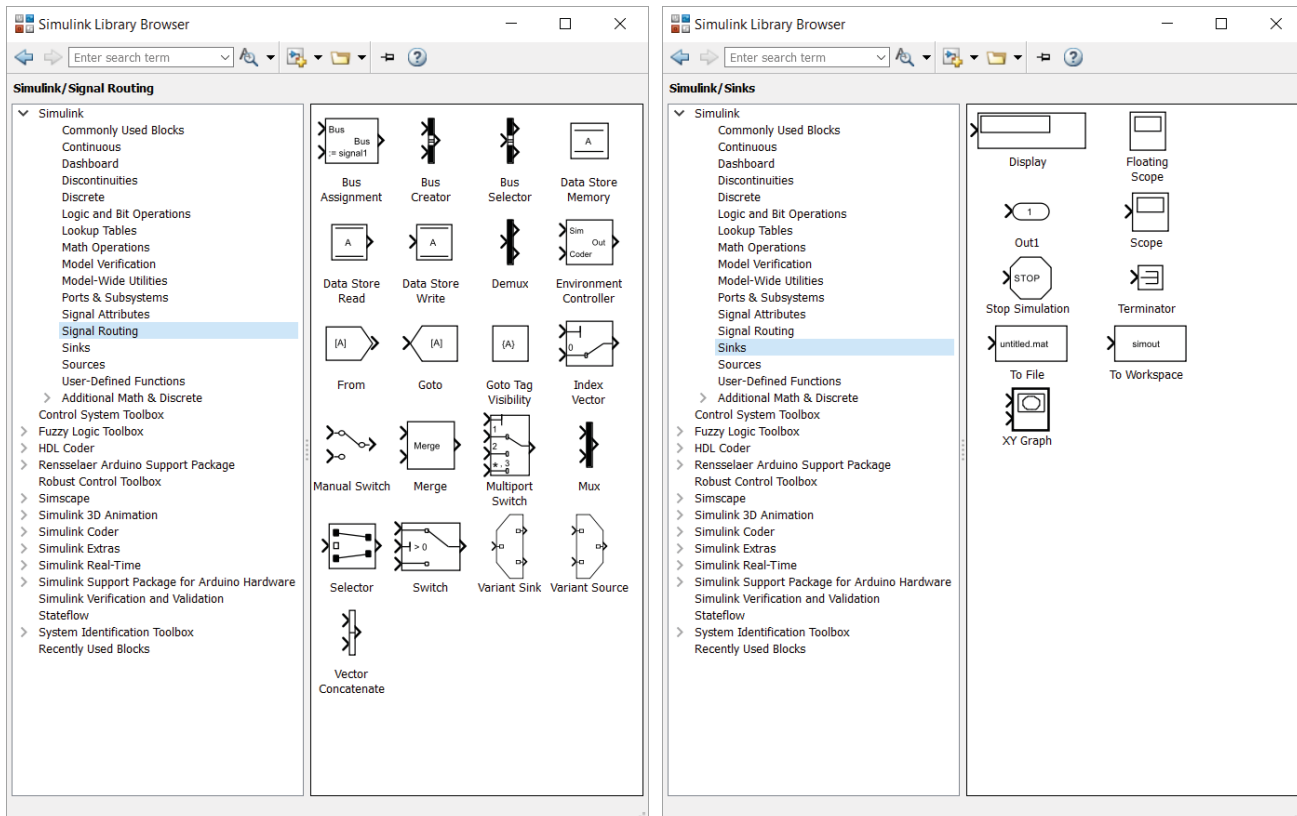 Simulink Library Browser
Enter search term
Simulink/Signal Routing
Simulink
Commonly Used Blocks
Continuous
Dashboard
Discontinuities
Discrete
Logic and Bit Operations
Lookup Tables
Math Operations
Model Verification
Model-Wide Utilities
Ports & Subsystems
Signal Attributes
Signal Routing
Sinks
Sources
User-Defined Functions
Additional Math & Discrete
Control System Toolbox
Fuzzy Logic Toolbox
HDL Coder
Rensselaer Arduino Support Package
Robust Control Toolbox
Simscape
Simulink 3D Animation
Simulink Coder
Simulink Extras
Simulink Real-Time
Simulink Support Package for Arduino Hardware
Simulink Verification and Validation
Stateflow
System Identification Toolbox
Recently Used Blocks
Bus
Bus
:= signal1
A
Bus Bus Bus Data Store
Assignment Creator Selector Memory
A A Sim
Out
Coder
Data Store Data Store Demux Environment
Read Write Controller
[A] [A] {A} 0
From Goto Goto Tag Index
Visibility Vector
Merge 1
2
*, 3
Manual Switch Merge Multiport Mux
Switch
> 0
Selector Switch Variant Sink Variant Source
Vector
Concatenate
Simulink Library Browser
Enter search term
Simulink/Sinks
Simulink
Commonly Used Blocks
Continuous
Dashboard
Discontinuities
Discrete
Logic and Bit Operations
Lookup Tables
Math Operations
Model Verification
Model-Wide Utilities
Ports & Subsystems
Signal Attributes
Signal Routing
Sinks
Sources
User-Defined Functions
Additional Math & Discrete
Control System Toolbox
Fuzzy Logic Toolbox
HDL Coder
Rensselaer Arduino Support Package
Robust Control Toolbox
Simscape
Simulink 3D Animation
Simulink Coder
Simulink Extras
Simulink Real-Time
Simulink Support Package for Arduino Hardware
Simulink Verification and Validation
Stateflow
System Identification Toolbox
Recently Used Blocks
Display Floating
Scope
1
Out1 Scope
STOP
Stop Simulation Terminator
untitled.mat simout
To File To Workspace
XY Graph